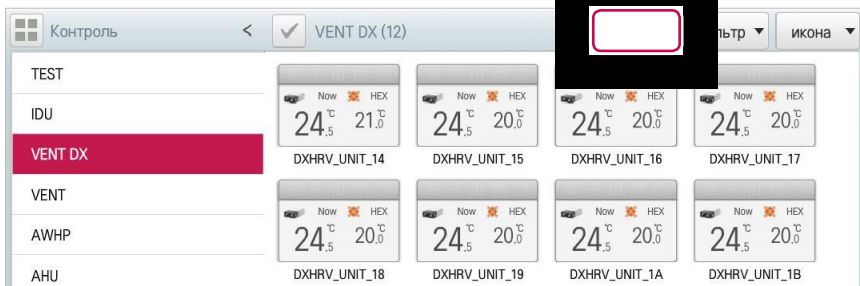 Контроль < VENT DX (12) икона
TEST
IDU
VENT DX
VENT
AWHP
AHU
Now HEX Now HEX Now HEX Now HEX
24.5°C 21.0°C 24.5°C 20.0°C 24.5°C 20.0°C 24.5°C 20.0°C
DXHRV_UNIT_14 DXHRV_UNIT_15 DXHRV_UNIT_16 DXHRV_UNIT_17
Now HEX Now HEX Now HEX Now HEX
24.5°C 20.0°C 24.5°C 20.0°C 24.5°C 20.0°C 24.5°C 20.0°C
DXHRV_UNIT_18 DXHRV_UNIT_19 DXHRV_UNIT_1A DXHRV_UNIT_1B